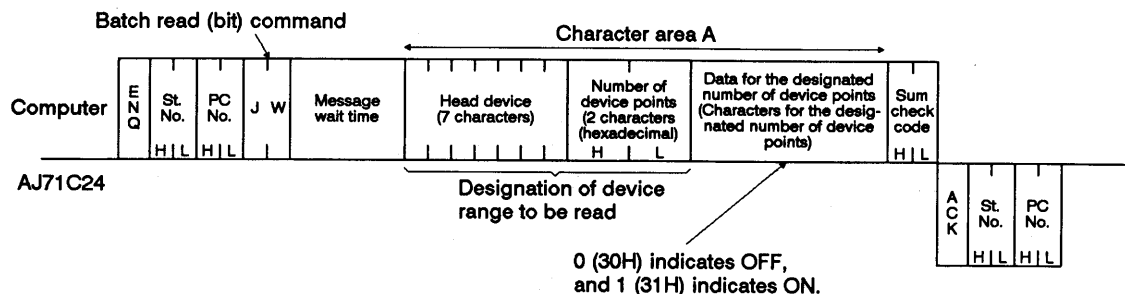 Batch read (bit) command
Character area A
Computer
ENQ
St. No.
H L
PC No.
H L
J W
Message wait time
Head device (7 characters)
Number of device points (2 characters (hexadecimal)
H L
Data for the designated number of device points (Characters for the desig-nated number of device points)
Sum check code
H L
AJ71C24
Designation of device range to be read
0 (30H) indicates OFF, and 1 (31H) indicates ON.
ACK
St. No.
H L
PC No.
H L